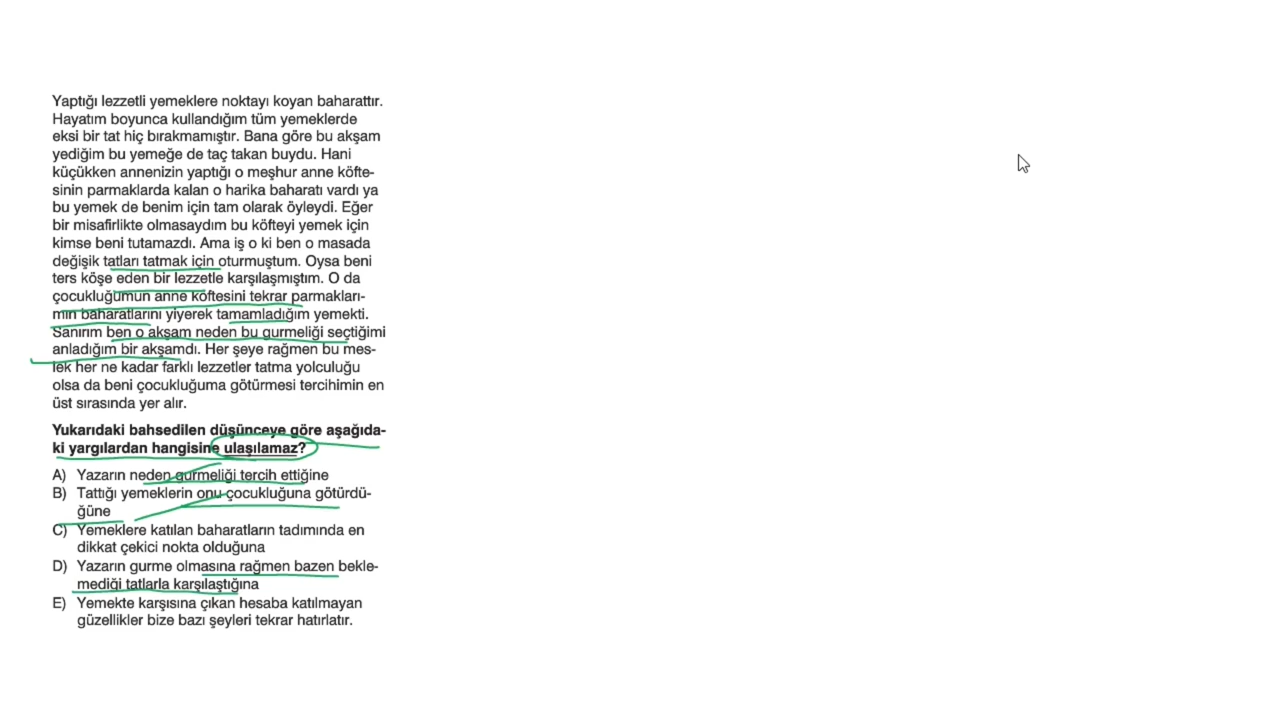 Yaptığı lezzetli yemeklere noktayı koyan baharattır.
Hayatım boyunca kullandığım tüm yemeklerde
eksi bir tat hiç bırakmamıştır. Bana göre bu akşam
yediğim bu yemeğe de taç takan buydu. Hani
küçükken annenizin yaptığı o meşhur anne köfte-
sinin parmaklarda kalan o harika baharatı vardı ya
bu yemek de benim için tam olarak öyleydi. Eğer
bir misafirlikte olmasaydım bu köfteyi yemek için
kimse beni tutamazdı. Ama iş o ki ben o masada
değişik tatları tatmak için oturmuştum. Oysa beni
ters köşe eden bir lezzetle karşılaşmıştım. O da
çocukluğumun anne köftesini tekrar parmakları-
mın baharatlarını yiyerek tamamladığım yemekti.
Sanırım ben o akşam neden bu gurmeliği seçtiğimi
anladığım bir akşamdı. Her şeye rağmen bu mes-
lek her ne kadar farklı lezzetler tatma yolculuğu
olsa da beni çocukluğuma götürmesi tercihimin en
üst sırasında yer alır.
Yukarıdaki bahsedilen düşünceye göre aşağıda-
ki yargılardan hangisine ulaşılamaz?
A) Yazarın neden gurmeliği tercih ettiğine
B) Tattığı yemeklerin onu çocukluğuna götürdü-
ğüne
C) Yemeklere katılan baharatların tadımında en
dikkat çekici nokta olduğuna
D) Yazarın gurme olmasına rağmen bazen bekle-
mediği tatlarla karşılaştığına
E) Yemekte karşısına çıkan hesaba katılmayan
güzellikler bize bazı şeyleri tekrar hatırlatır.